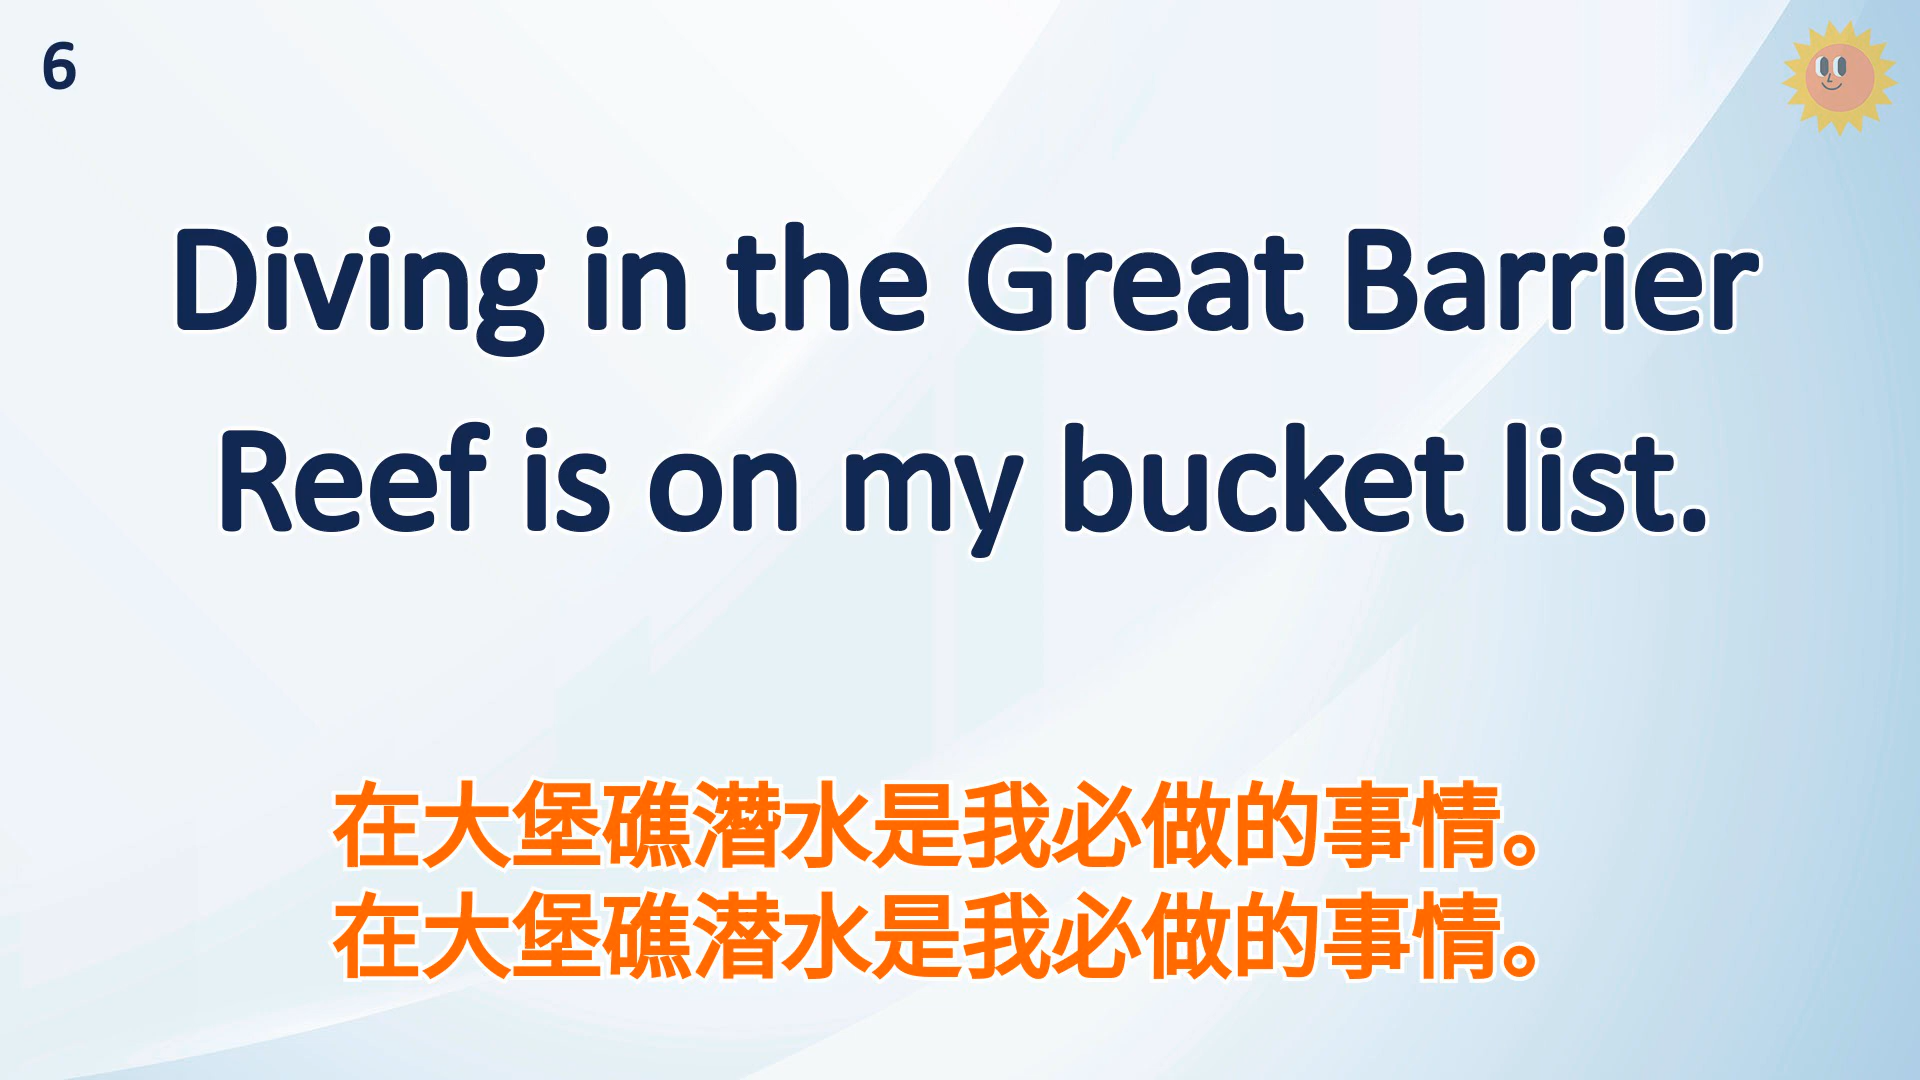 6
Diving in the Great Barrier
Reef is on my bucket list.
在大堡礁潛水是我必做的事情。
在大堡礁潜水是我必做的事情。